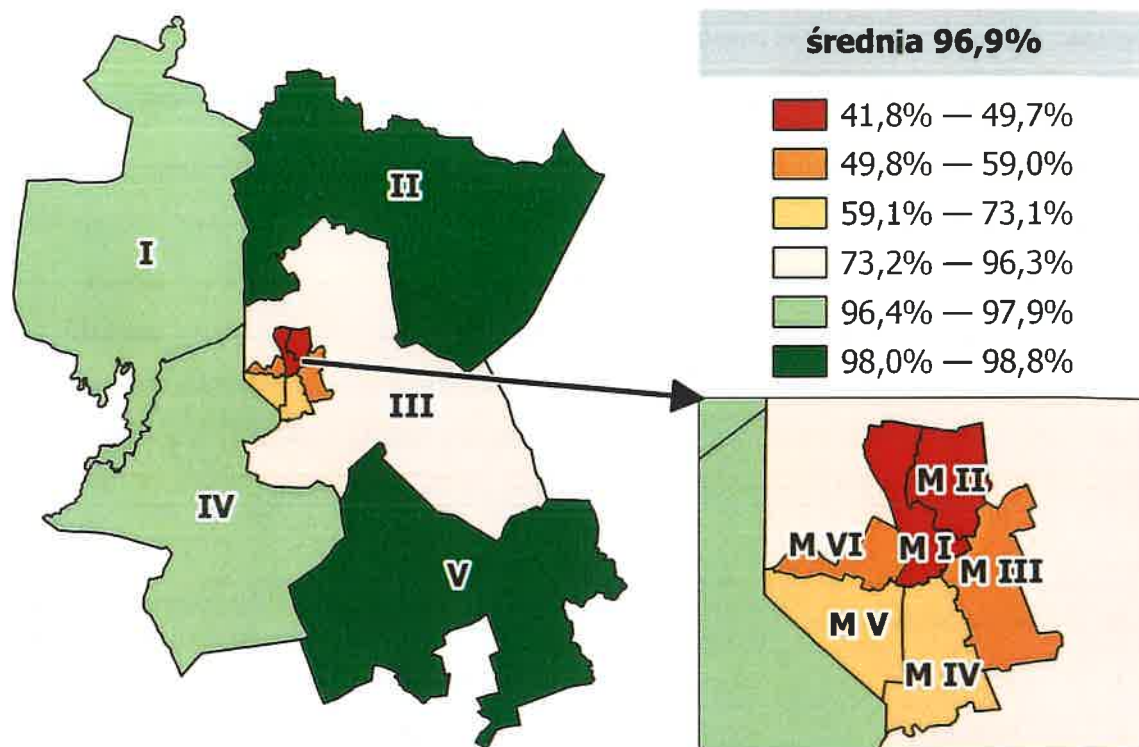 średnia 96,9%
41,8% — 49,7%
49,8% — 59,0%
59,1% — 73,1%
73,2% — 96,3%
96,4% — 97,9%
98,0% — 98,8%
I
II
III
IV
V
M II
M VI
M I
M III
M V
M IV